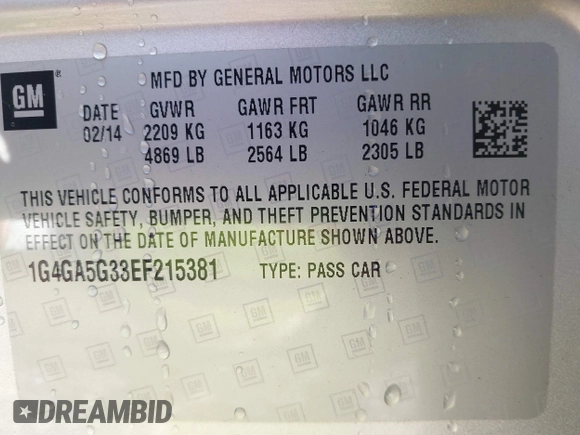 GM ® MFD BY GENERAL MOTORS LLC
DATE GVWR GAWR FRT GAWR RR
02/14 2209 KG 1163 KG 1046 KG
4869 LB 2564 LB 2305 LB
THIS VEHICLE CONFORMS TO ALL APPLICABLE U.S. FEDERAL MOTOR
VEHICLE SAFETY, BUMPER, AND THEFT PREVENTION STANDARDS IN
EFFECT ON THE DATE OF MANUFACTURE SHOWN ABOVE.
1G4GA5G33EF215381 TYPE: PASS CAR
DREAMBID